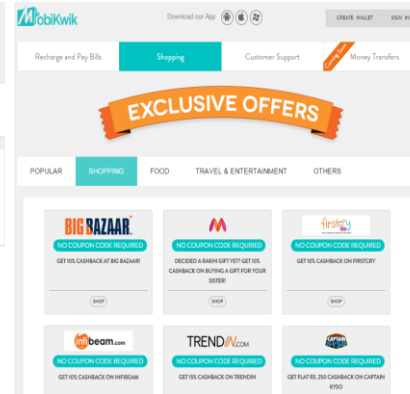 MobiKwik
Download our App
CREATE WALLET SIGN IN
Recharge and Pay Bills Shopping Customer Support Coming Soon Money Transfers
EXCLUSIVE OFFERS
POPULAR SHOPPING FOOD TRAVEL & ENTERTAINMENT OTHERS
BIG BAZAAR
NO COUPON CODE REQUIRED
GET 10% CASHBACK AT BIG BAZAAR!
SHOP
NO COUPON CODE REQUIRED
DECIDED A RAKHI GIFT YET? GET 10%
CASHBACK ON BUYING A GIFT FOR YOUR
SISTER!
SHOP
firstcry
NO COUPON CODE REQUIRED
GET 10% CASHBACK ON FIRSTCRY
SHOP
infibeam.com
NO COUPON CODE REQUIRED
GET 10% CASHBACK ON INFIBEAM
TRENDIN.COM
NO COUPON CODE REQUIRED
GET 15% CASHBACK ON TRENDIN
CAPTAIN
NO COUPON CODE REQUIRED
GET FLAT RS. 250 CASHBACK ON CAPTAIN
KYSO